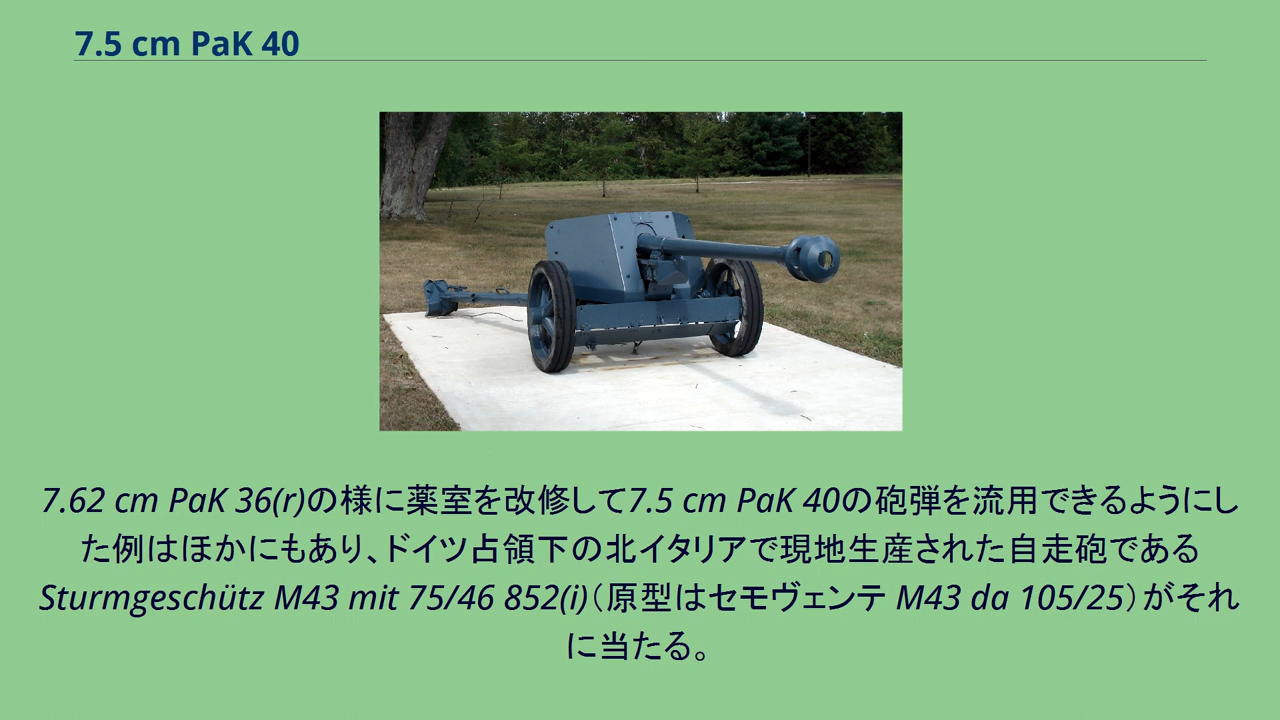 7.5 cm PaK 40
7.62 cm PaK 36(r)の様に薬室を改修して7.5 cm PaK 40の砲弾を流用できるようにし
た例はほかにもあり、ドイツ占領下の北イタリアで現地生産された自走砲である
Sturmgeschütz M43 mit 75/46 852(i)（原型はセモヴェンテ M43 da 105/25）がそれ
に当たる。